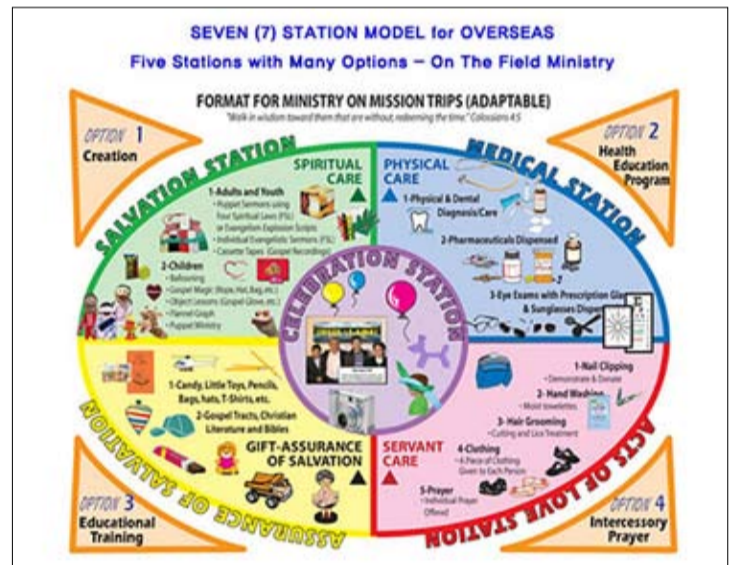 SEVEN (7) STATION MODEL for OVERSEAS
Five Stations with Many Options – On The Field Ministry
FORMAT FOR MINISTRY ON MISSION TRIPS (ADAPTABLE)
"Walk in wisdom toward them that are without, redeeming the time." Colossians 4:5
OPTION 1
Creation
OPTION 2
Health
Education
Program
SALVATION STATION
SPIRITUAL
CARE
1-Adults and Youth
• Puppet Sermons using
Four Spiritual Laws (FSL)
or Evangelism Explosion Scripts
• Individual Evangelistic Sermons (FSL)
• Cassette Tapes (Gospel Recordings)
2-Children
• Ballooning
• Gospel Magic (Rope, Hat, Bag, etc.)
• Object Lessons (Gospel Glove, etc.)
• Flannel Graph
• Puppet Ministry
MEDICAL STATION
PHYSICAL
CARE
1-Physical & Dental
Diagnosis/Care
2-Pharmaceuticals Dispensed
3-Eye Exams with Prescription
& Sunglasses
CELEBRATION STATION
1-Candy, Little Toys, Pencils,
Bags, hats, T-Shirts, etc.
2-Gospel Tracts, Christian
Literature and Bibles
GIFT-ASSURANCE
OF SALVATION
ASSURANCE OF SALVATION
SERVANT
CARE
1-Nail Clipping
• Demonstrate & Donate
2- Hand Washing
• Moist towelettes
3- Hair Grooming
• Cutting and Lice Treatment
4-Clothing
• A Piece of Clothing
Given to Each Person
5-Prayer
• Individual Prayer
Offered
ACTS OF LOVE STATION
OPTION 3
Educational
Training
OPTION 4
Intercessory
Prayer